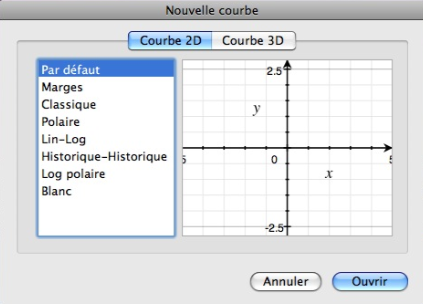 Nouvelle courbe
Courbe 2D Courbe 3D
Par défaut
Marges
Classique
Polaire
Lin-Log
Historique-Historique
Log polaire
Blanc
2.5
y
5 0 5
x
-2.5
Annuler Ouvrir